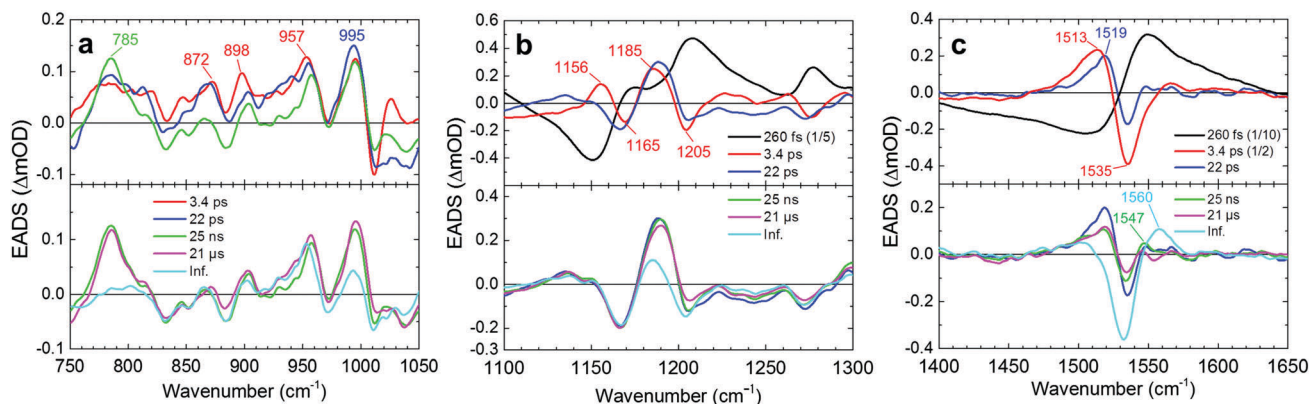 a
785
872
898
957
995
EADS (ΔmOD)
0.1
0.0
-0.1
3.4 ps
22 ps
25 ns
21 μs
Inf.
0.1
0.0
-0.1
750 800 850 900 950 1000 1050
Wavenumber (cm⁻¹)
b
1156
1185
1165
1205
EADS (ΔmOD)
0.6
0.4
0.2
0.0
-0.2
-0.4
260 fs (1/5)
3.4 ps
22 ps
25 ns
21 μs
Inf.
0.4
0.2
0.0
-0.2
0.3
1100 1150 1200 1250 1300
Wavenumber (cm⁻¹)
c
1513
1519
1535
EADS (ΔmOD)
0.4
0.2
0.0
-0.2
-0.4
260 fs (1/10)
3.4 ps (1/2)
22 ps
25 ns
21 μs
Inf.
1560
1547
0.4
0.2
0.0
-0.2
-0.4
1400 1450 1500 1550 1600 1650
Wavenumber (cm⁻¹)